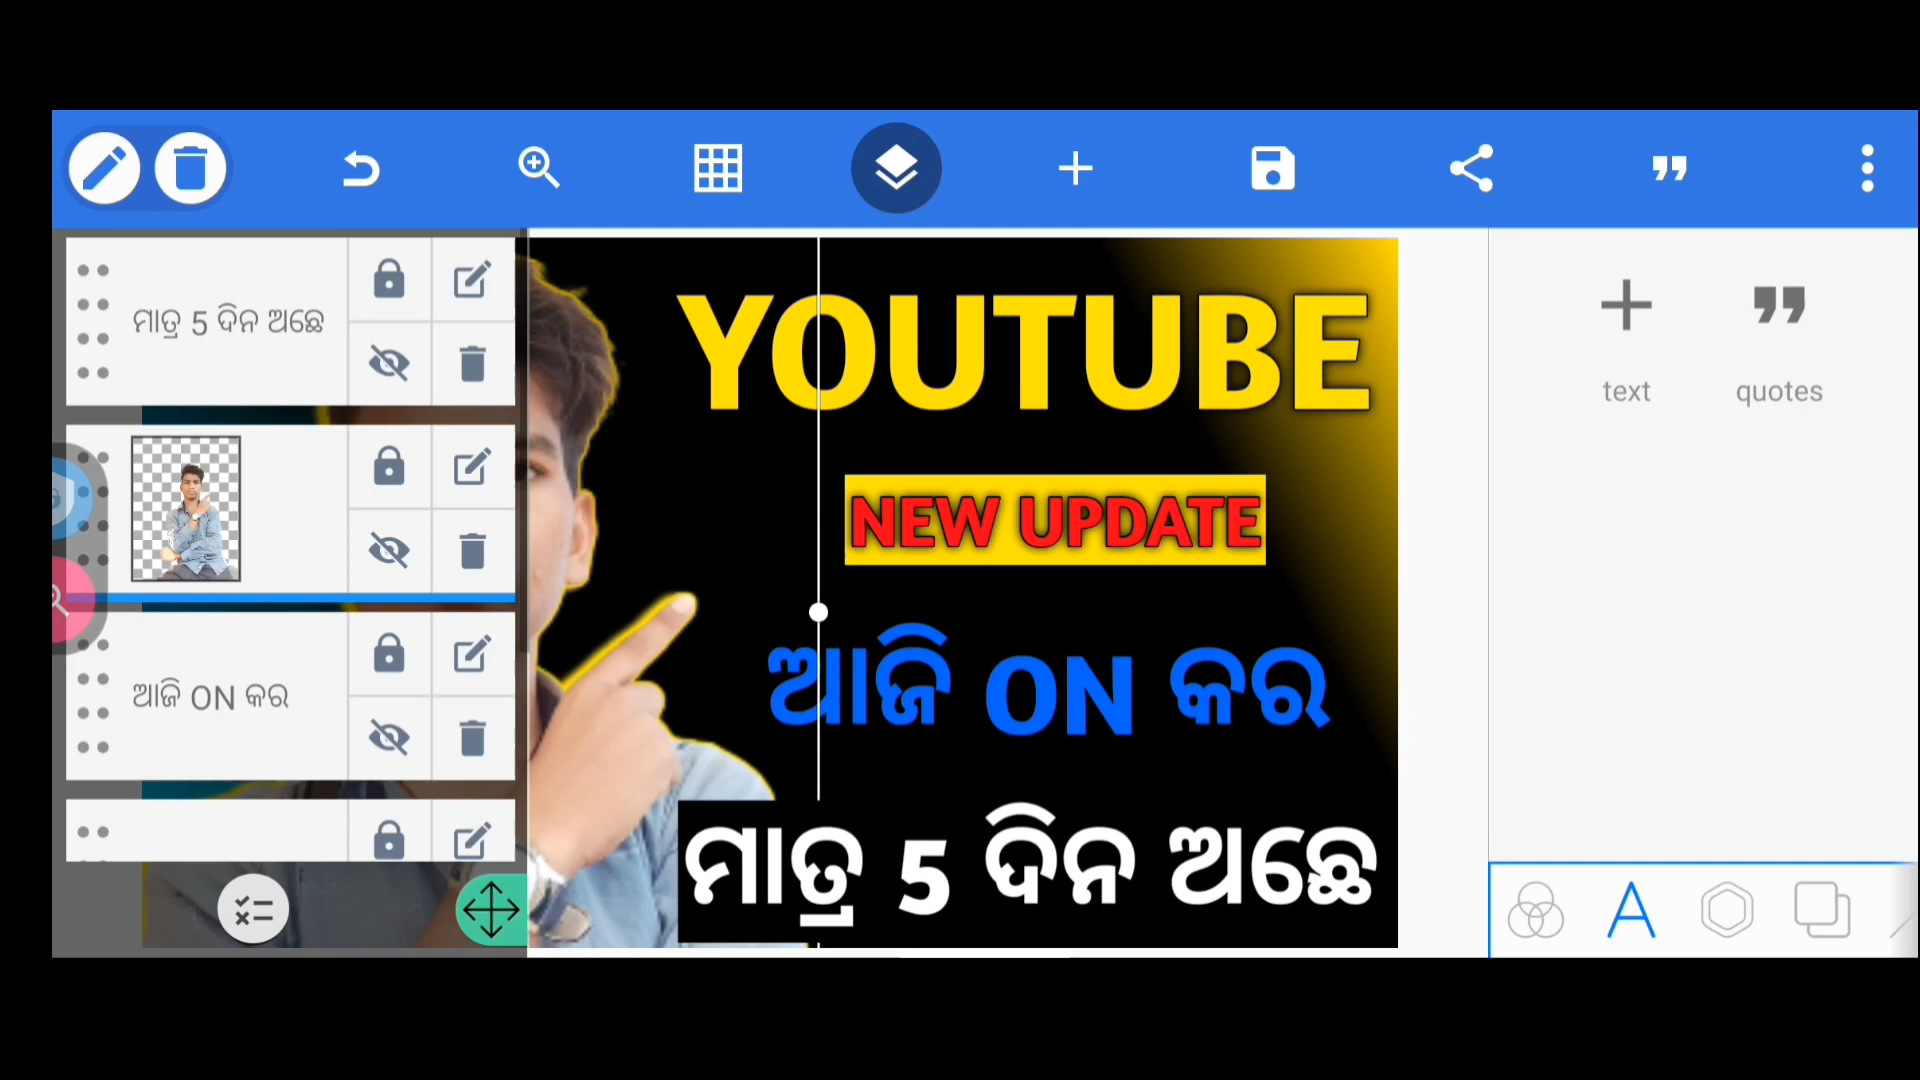 ମାତ୍ର 5 ଦିନ ଅଛେ
ଆଜି ON କର
YOUTUBE
NEW UPDATE
ଆଜି ON କର
ମାତ୍ର 5 ଦିନ ଅଛେ
text
quotes